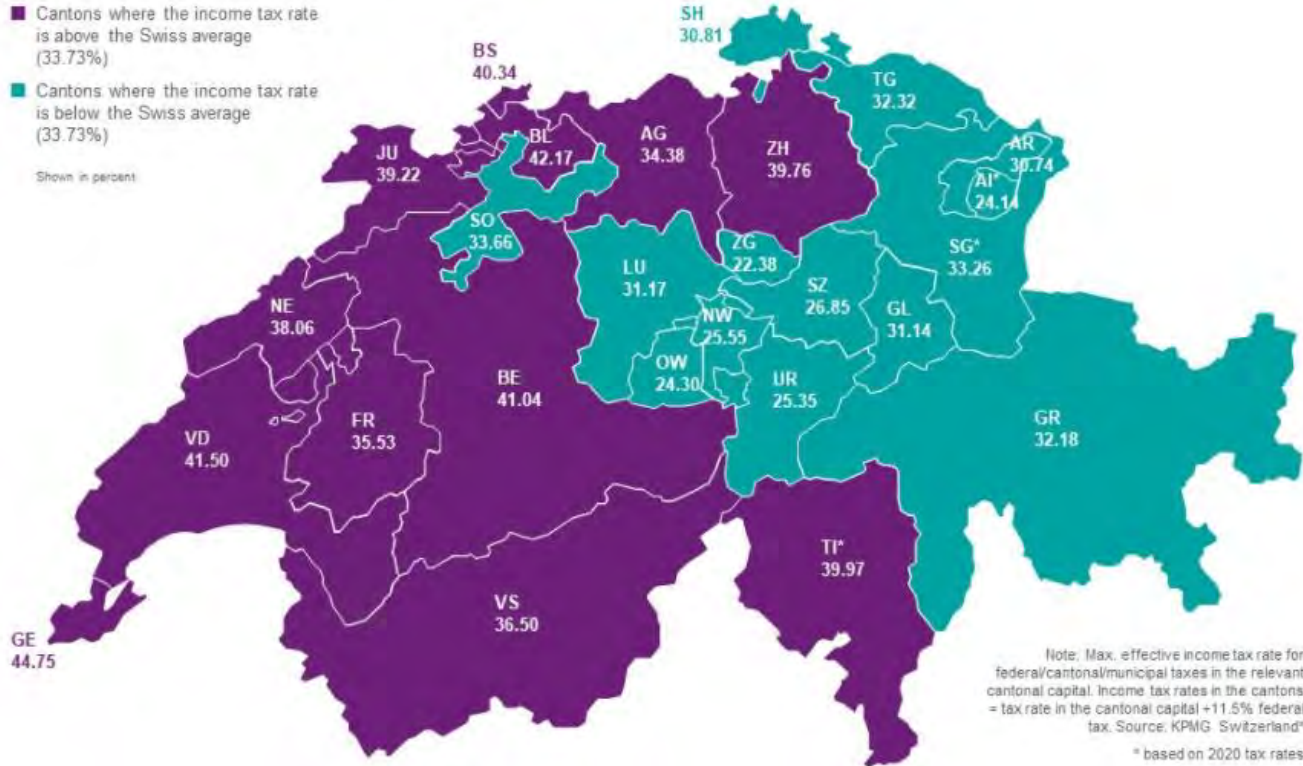 Cantons where the income tax rate
is above the Swiss average
(33.73%)
Cantons where the income tax rate
is below the Swiss average
(33.73%)
Shown in percent
SH
30.81
BS
40.34
TG
32.32
BL
42.17
AG
34.38
ZH
39.76
AR
30.74
JU
39.22
AI*
24.14
SO
33.66
ZG
22.38
SG*
33.26
LU
31.17
SZ
26.85
NE
38.06
NW
25.55
GL
31.14
OW
24.30
UR
25.35
BE
41.04
GR
32.18
FR
35.53
VD
41.50
TI*
39.97
VS
36.50
GE
44.75
Note: Max. effective income tax rate for
federal/cantonal/municipal taxes in the relevant
cantonal capital. Income tax rates in the cantons
= tax rate in the cantonal capital +11.5% federal
tax. Source: KPMG Switzerland*
* based on 2020 tax rates